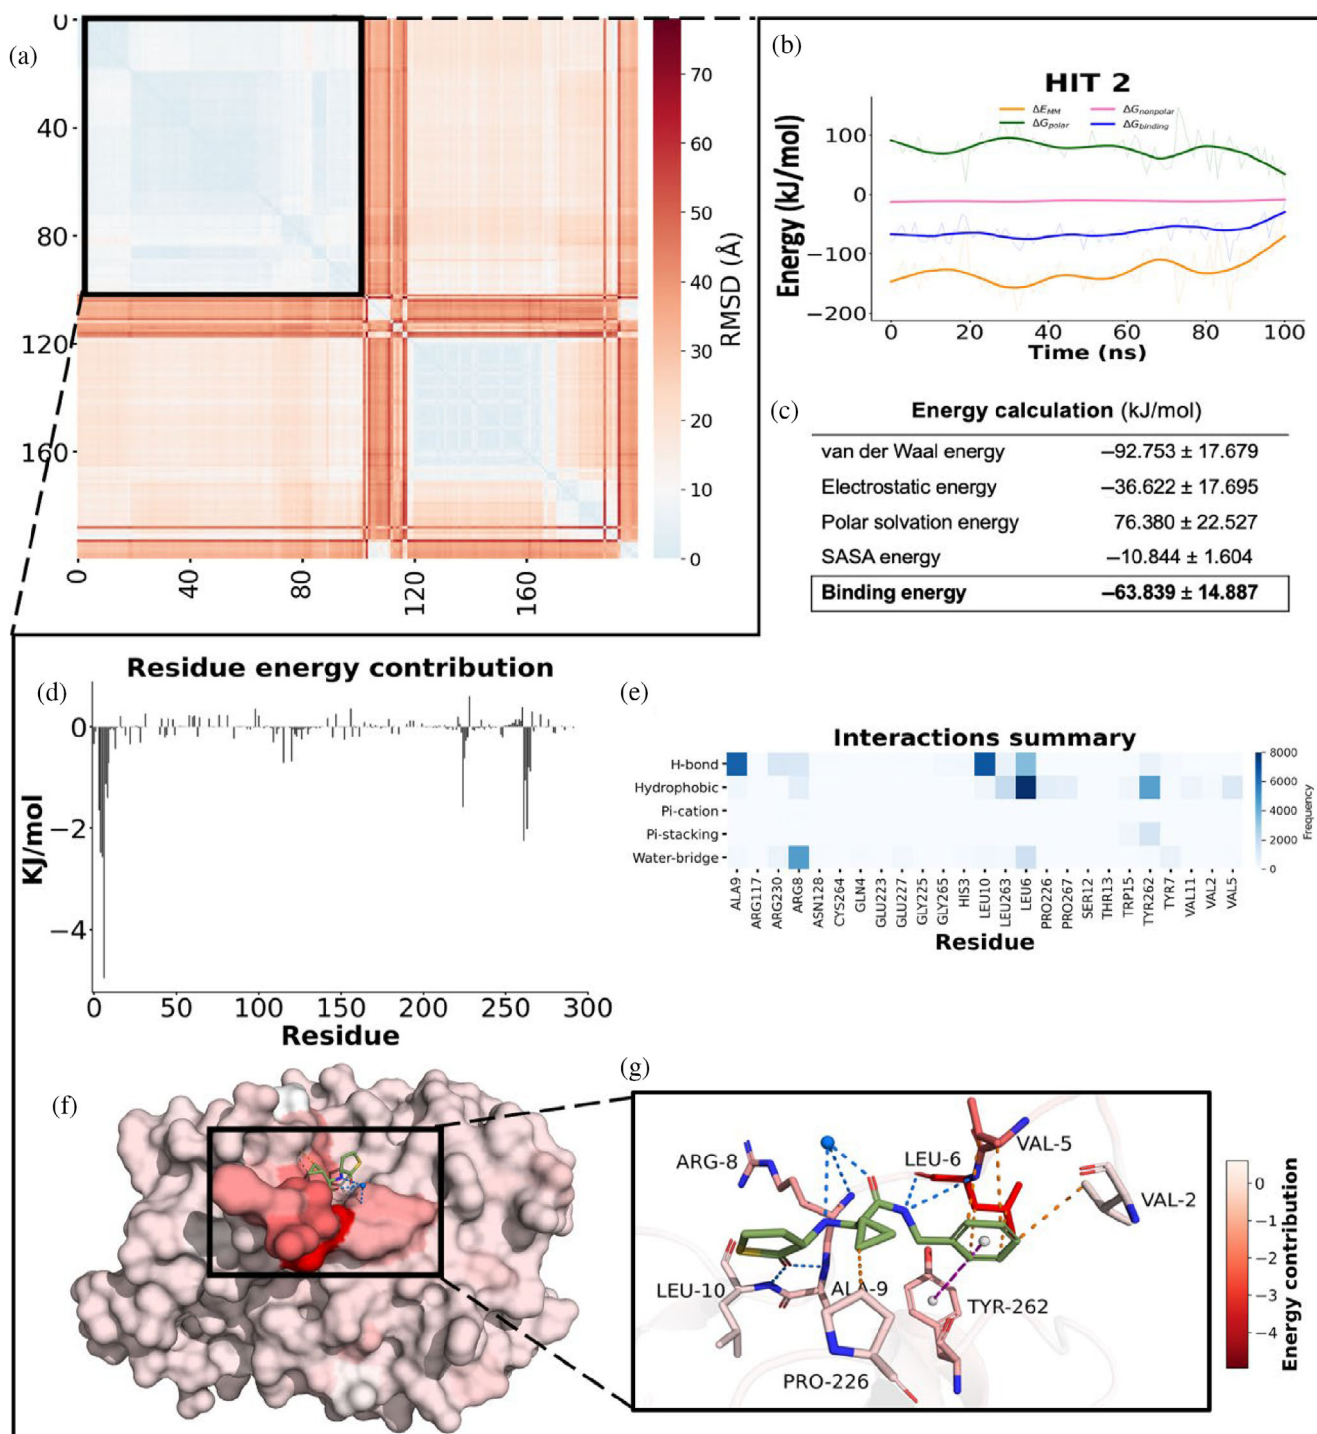 (a)
0
40
80
120
160
0
40
80
120
160
70
60
50
40
30
20
10
0
RMSD (Å)
(b)
HIT 2
ΔE_MM
ΔG_polar
ΔG_nonpolar
ΔG_binding
Energy (kJ/mol)
100
0
−100
−200
0 20 40 60 80 100
Time (ns)
(c)
Energy calculation (kJ/mol)
van der Waal energy −92.753 ± 17.679
Electrostatic energy −36.622 ± 17.695
Polar solvation energy 76.380 ± 22.527
SASA energy −10.844 ± 1.604
Binding energy −63.839 ± 14.887
(d)
Residue energy contribution
KJ/mol
0
−2
−4
0 50 100 150 200 250 300
Residue
(e)
Interactions summary
H-bond
Hydrophobic
Pi-cation
Pi-stacking
Water-bridge
ALA9
ARG117
ARG230
ARG8
ASN128
CYS264
GLN4
GLU223
GLU227
GLY225
GLY265
HIS3
LEU10
LEU263
LEU6
PRO226
PRO267
SER12
THR13
TRP15
TYR262
TYR7
VAL11
VAL2
VAL5
Residue
8000
6000
4000
2000
0
Frequency
(f)
(g)
ARG-8
LEU-6
VAL-5
VAL-2
LEU-10
ALA-9
TYR-262
PRO-226
0
−1
−2
−3
−4
Energy contribution